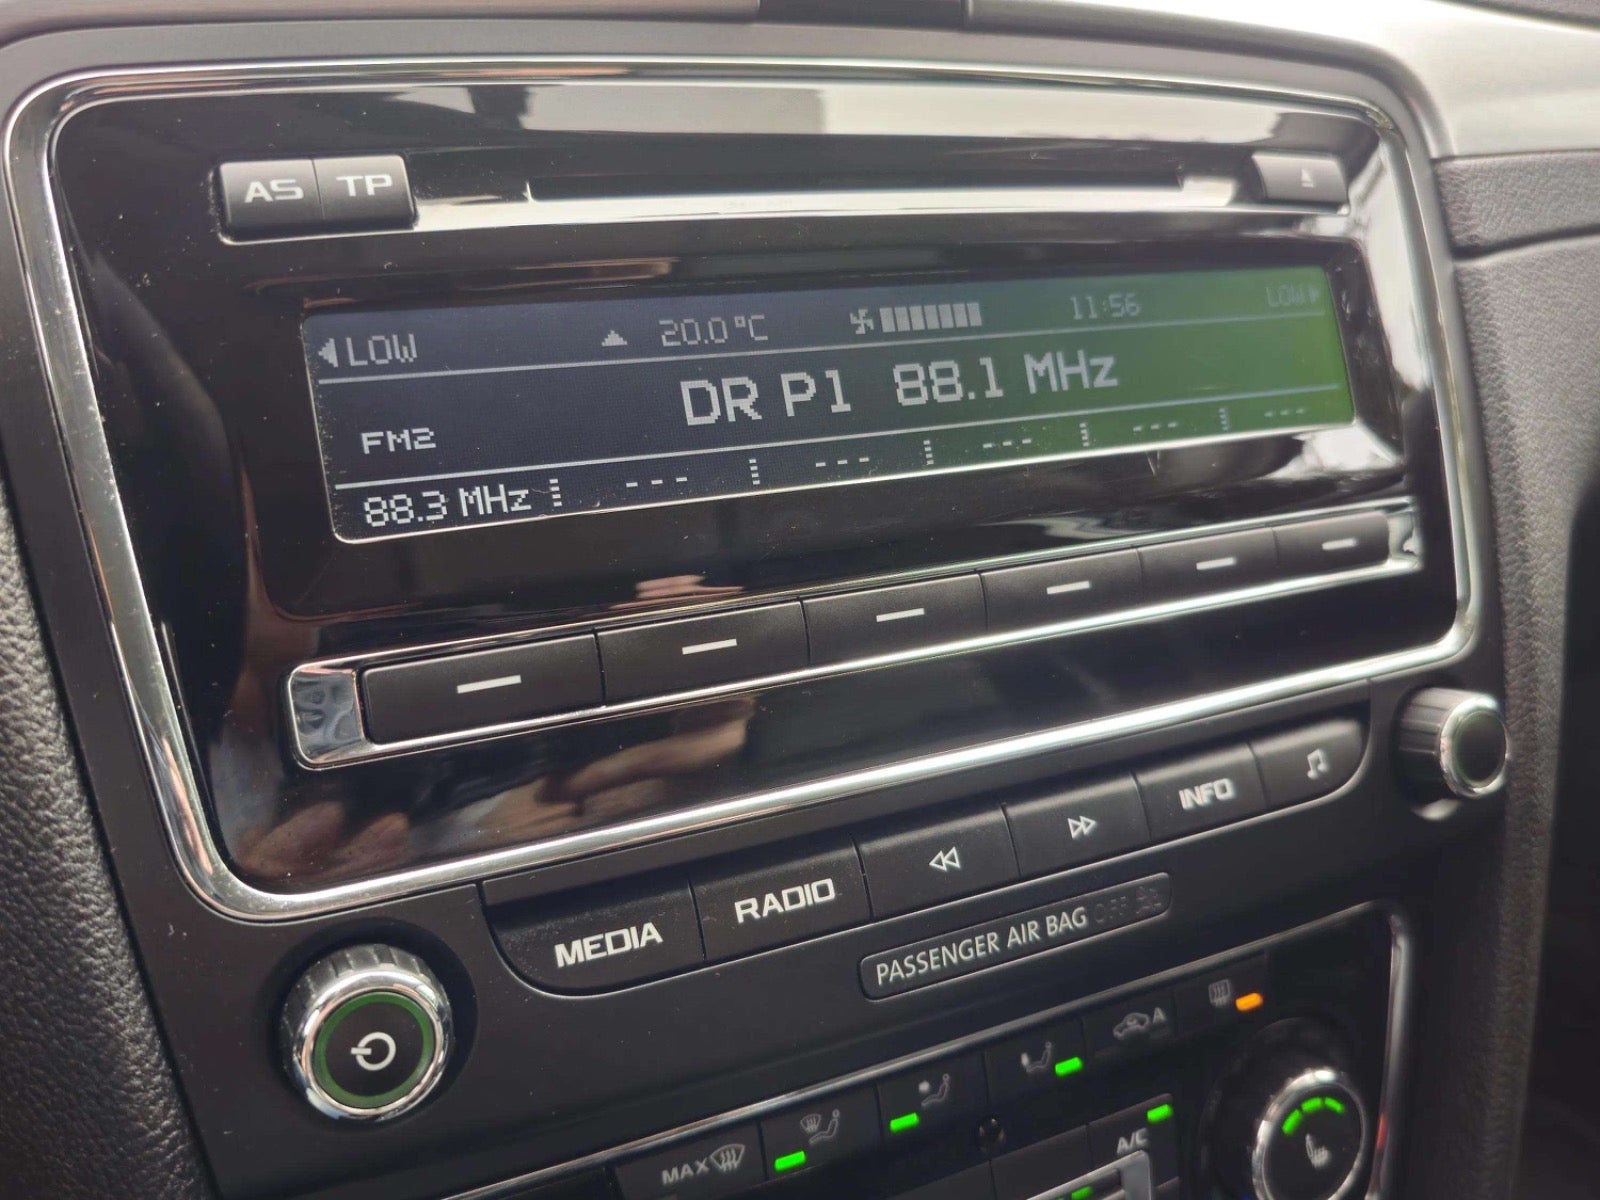 AS TP
LOW 20.0°C 11:56 LOW
DR P1 88.1 MHz
FM2
88.3 MHz --- --- --- --- ---
MEDIA RADIO INFO
PASSENGER AIR BAG OFF
A
MAX
A/C